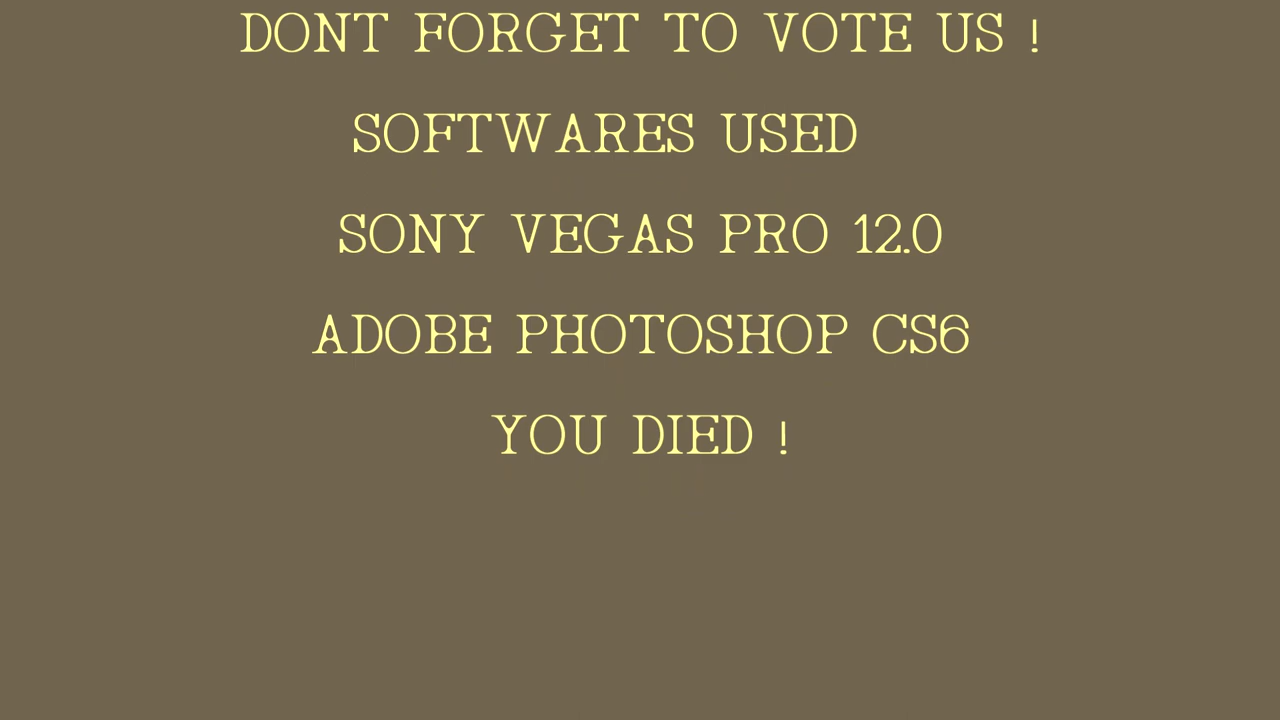 DONT FORGET TO VOTE US !
SOFTWARES USED
SONY VEGAS PRO 12.0
ADOBE PHOTOSHOP CS6
YOU DIED !